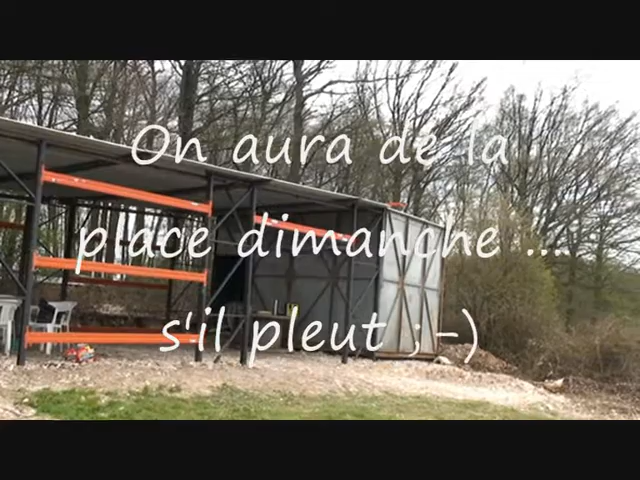 On aura de la
place dimanche ...
s'il pleut ;-)